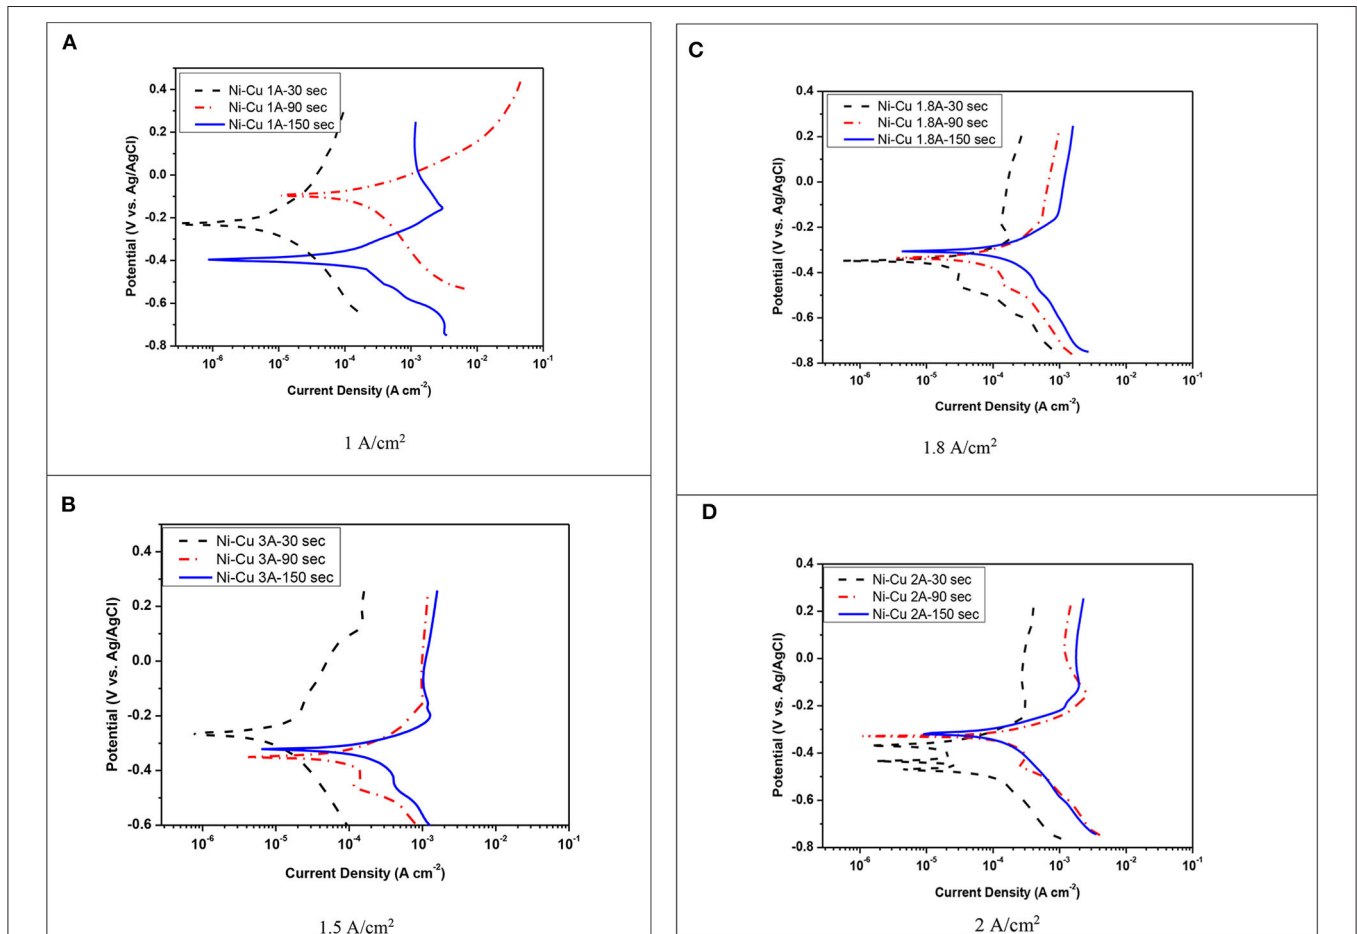 A
Ni-Cu 1A-30 sec
Ni-Cu 1A-90 sec
Ni-Cu 1A-150 sec
Potential (V vs. Ag/AgCl)
0.4
0.2
0.0
-0.2
-0.4
-0.6
-0.8
10⁻⁶ 10⁻⁵ 10⁻⁴ 10⁻³ 10⁻² 10⁻¹
Current Density (A cm⁻²)
1 A/cm²
B
Ni-Cu 3A-30 sec
Ni-Cu 3A-90 sec
Ni-Cu 3A-150 sec
Potential (V vs. Ag/AgCl)
0.4
0.2
0.0
-0.2
-0.4
-0.6
10⁻⁶ 10⁻⁵ 10⁻⁴ 10⁻³ 10⁻² 10⁻¹
Current Density (A cm⁻²)
1.5 A/cm²
C
Ni-Cu 1.8A-30 sec
Ni-Cu 1.8A-90 sec
Ni-Cu 1.8A-150 sec
Potential (V vs. Ag/AgCl)
0.4
0.2
0.0
-0.2
-0.4
-0.6
-0.8
10⁻⁶ 10⁻⁵ 10⁻⁴ 10⁻³ 10⁻² 10⁻¹
Current Density (A cm⁻²)
1.8 A/cm²
D
Ni-Cu 2A-30 sec
Ni-Cu 2A-90 sec
Ni-Cu 2A-150 sec
Potential (V vs. Ag/AgCl)
0.4
0.2
0.0
-0.2
-0.4
-0.6
-0.8
10⁻⁶ 10⁻⁵ 10⁻⁴ 10⁻³ 10⁻² 10⁻¹
Current Density (A cm⁻²)
2 A/cm²